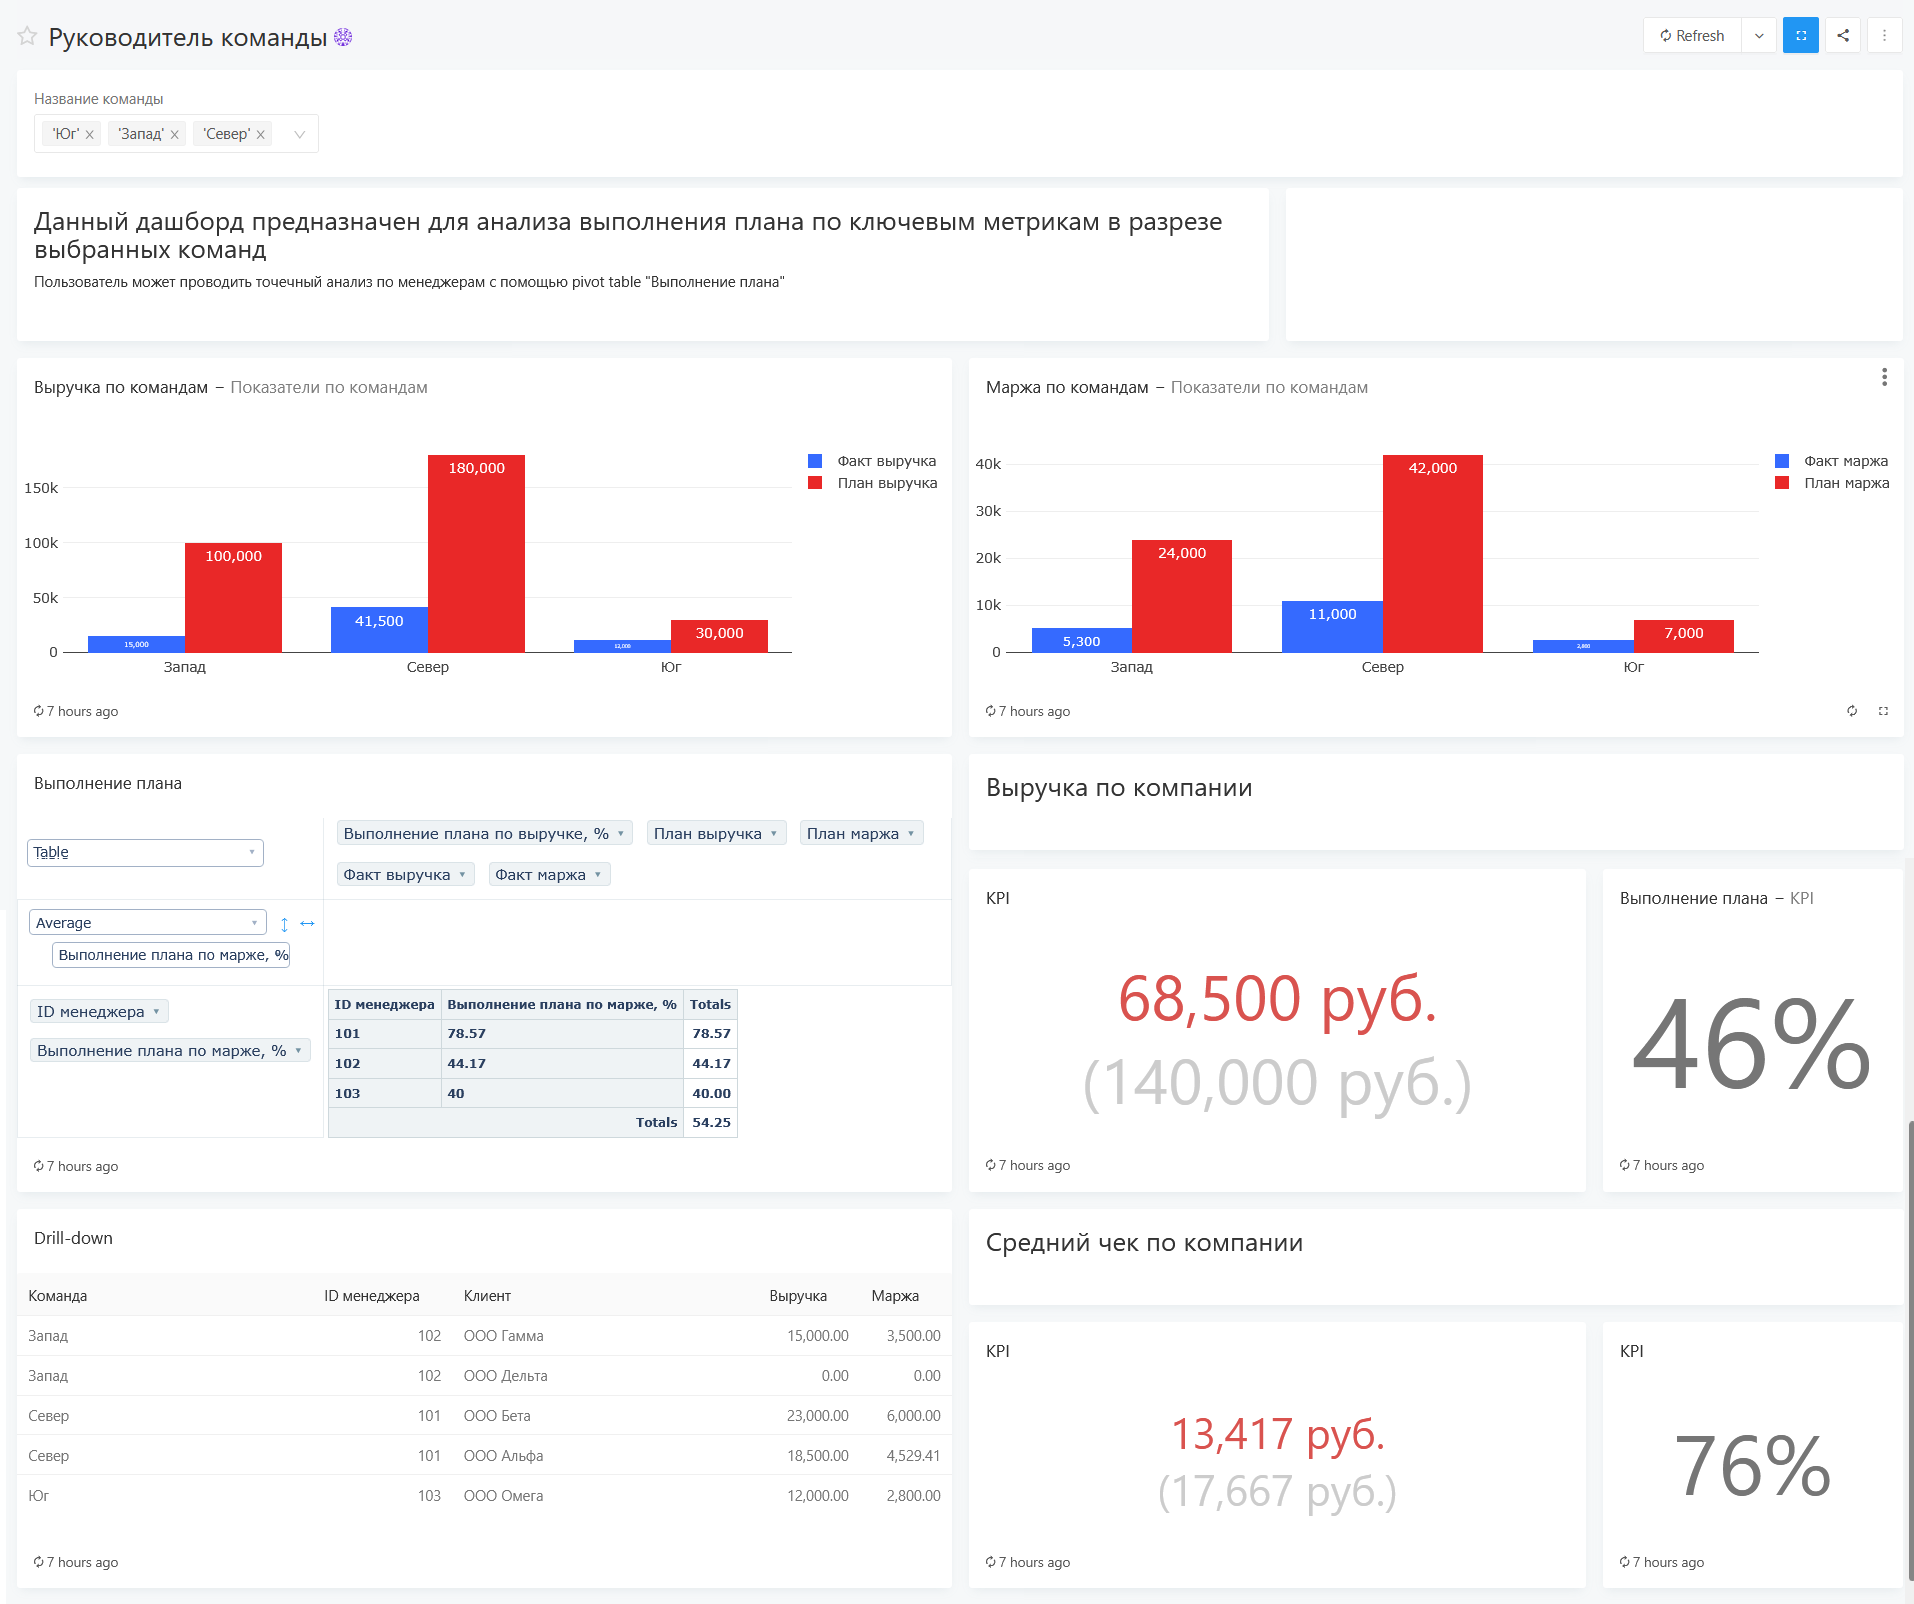 Руководитель команды
Refresh
Название команды
'Юг' 'Запад' 'Север'
Данный дашборд предназначен для анализа выполнения плана по ключевым метрикам в разрезе
выбранных команд
Пользователь может проводить точечный анализ по менеджерам с помощью pivot table "Выполнение плана"
Выручка по командам – Показатели по командам
150k
100k
50k
0
15,000
100,000
41,500
180,000
12,000
30,000
Запад
Север
Юг
Факт выручка
План выручка
7 hours ago
Маржа по командам – Показатели по командам
40k
30k
20k
10k
0
5,300
24,000
11,000
42,000
2,800
7,000
Запад
Север
Юг
Факт маржа
План маржа
7 hours ago
Выполнение плана
Table
Выполнение плана по выручке, % План выручка План маржа
Факт выручка Факт маржа
Average
Выполнение плана по марже, %
ID менеджера
Выполнение плана по марже, %
ID менеджера Выполнение плана по марже, % Totals
101 78.57 78.57
102 44.17 44.17
103 40 40.00
Totals 54.25
7 hours ago
Выручка по компании
KPI
68,500 руб.
(140,000 руб.)
7 hours ago
Выполнение плана – KPI
46%
7 hours ago
Drill-down
Команда ID менеджера Клиент Выручка Маржа
Запад 102 ООО Гамма 15,000.00 3,500.00
Запад 102 ООО Дельта 0.00 0.00
Север 101 ООО Бета 23,000.00 6,000.00
Север 101 ООО Альфа 18,500.00 4,529.41
Юг 103 ООО Омега 12,000.00 2,800.00
7 hours ago
Средний чек по компании
KPI
13,417 руб.
(17,667 руб.)
7 hours ago
KPI
76%
7 hours ago